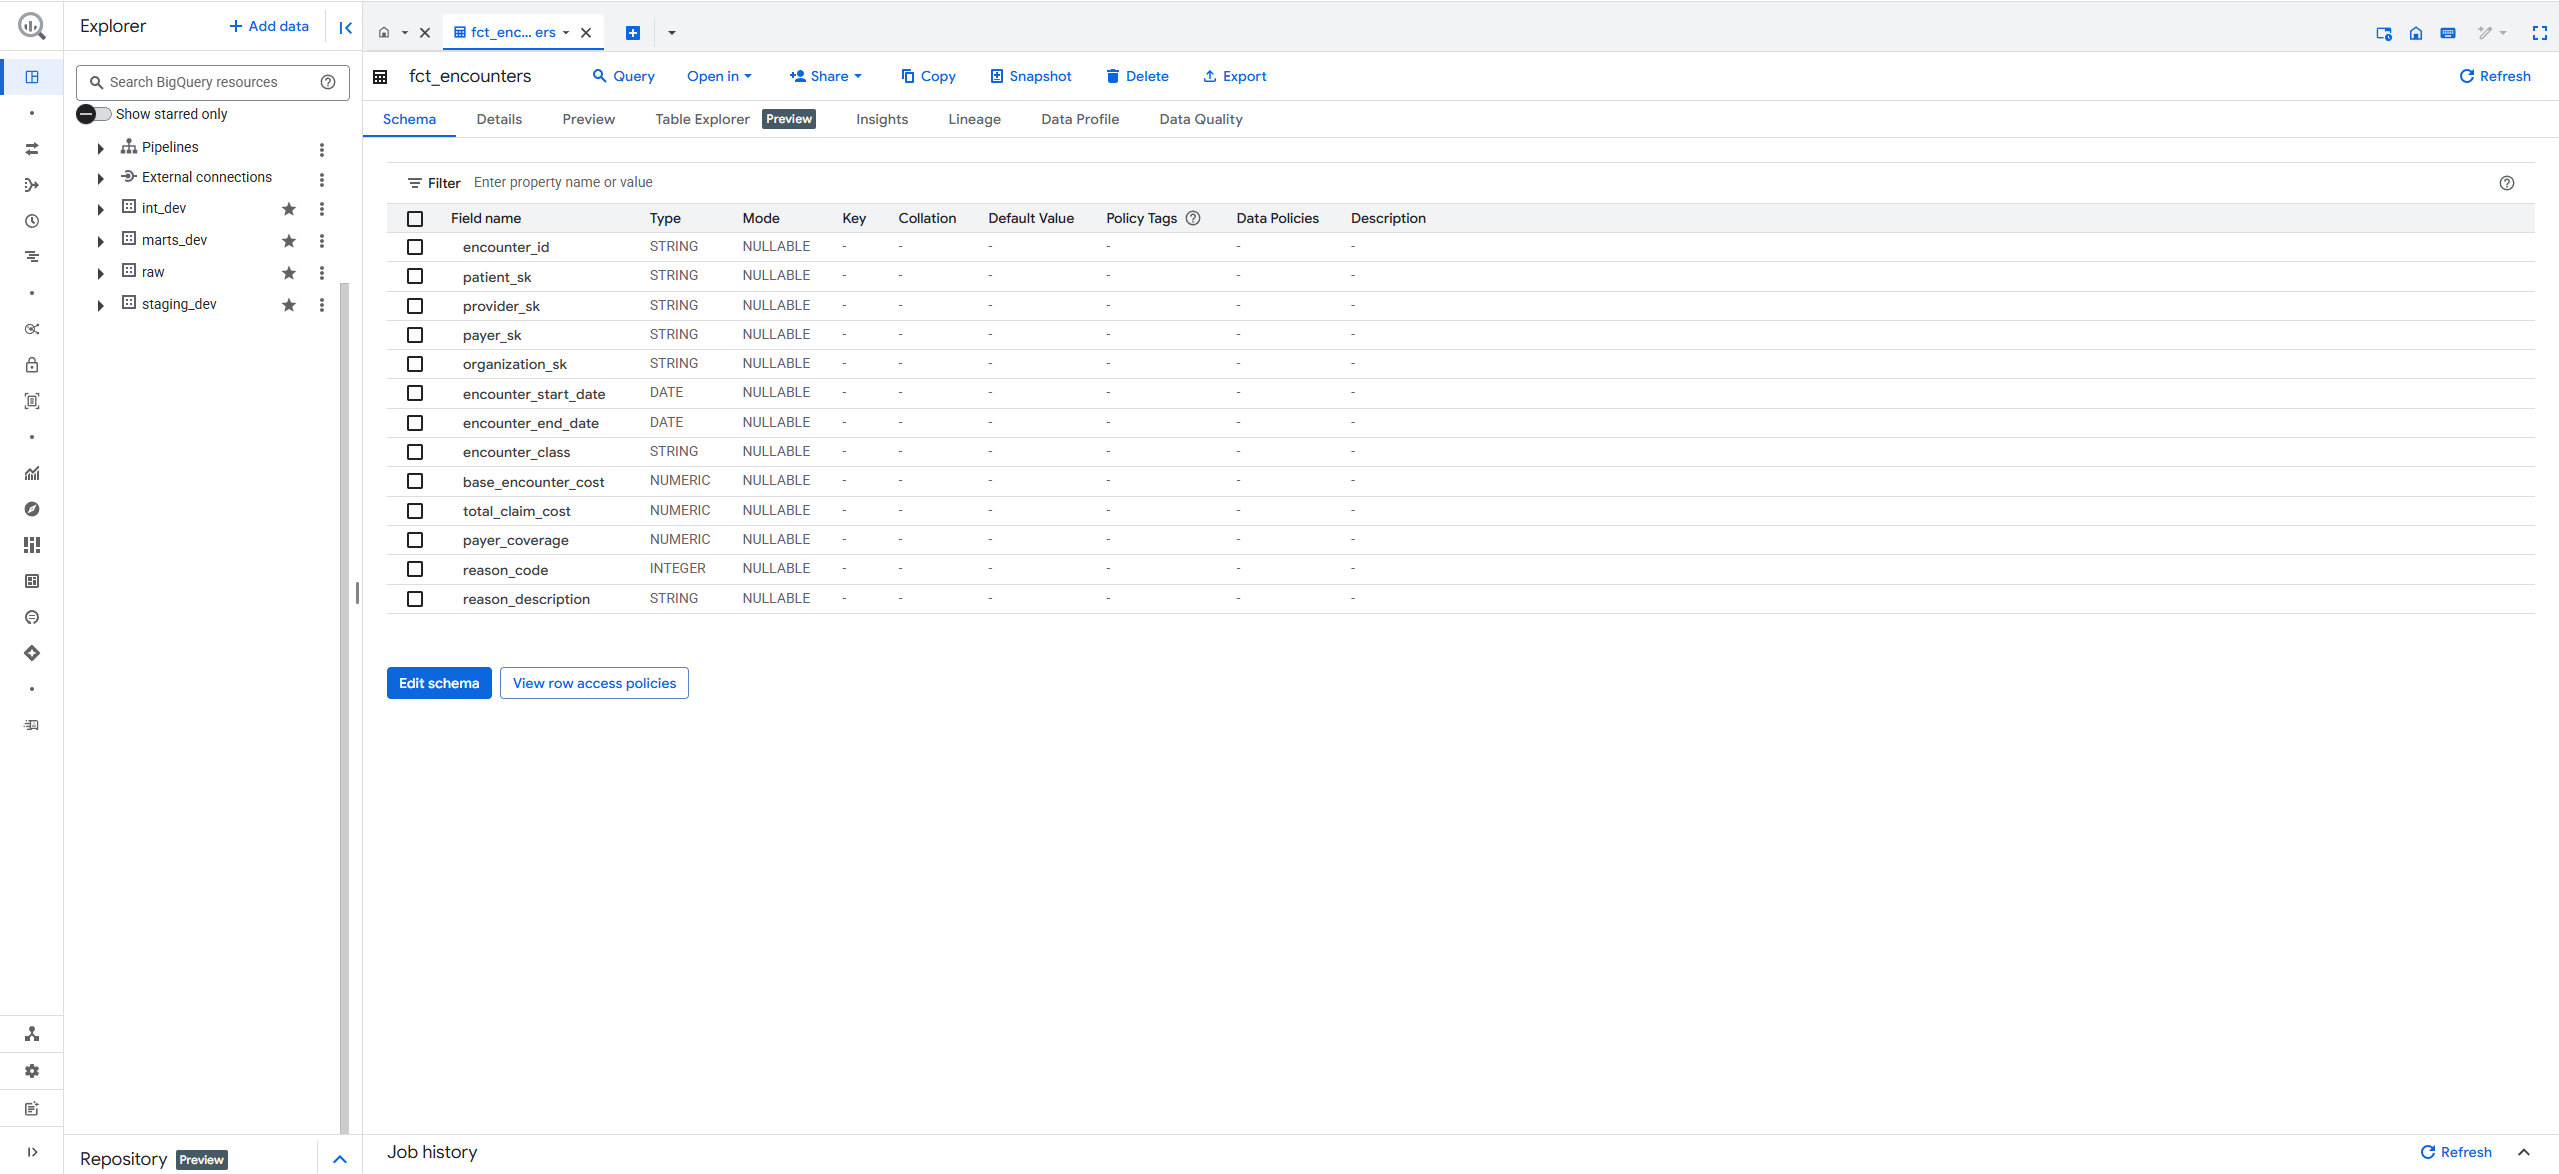 Explorer
Add data
Search BigQuery resources
Show starred only
Pipelines
External connections
int_dev
marts_dev
raw
staging_dev
Repository Preview
fct_enc... ers
fct_encounters Query Open in Share Copy Snapshot Delete Export Refresh
Schema Details Preview Table Explorer Preview Insights Lineage Data Profile Data Quality
Filter Enter property name or value
Field name Type Mode Key Collation Default Value Policy Tags Data Policies Description
encounter_id STRING NULLABLE - - - - - -
patient_sk STRING NULLABLE - - - - - -
provider_sk STRING NULLABLE - - - - - -
payer_sk STRING NULLABLE - - - - - -
organization_sk STRING NULLABLE - - - - - -
encounter_start_date DATE NULLABLE - - - - - -
encounter_end_date DATE NULLABLE - - - - - -
encounter_class STRING NULLABLE - - - - - -
base_encounter_cost NUMERIC NULLABLE - - - - - -
total_claim_cost NUMERIC NULLABLE - - - - - -
payer_coverage NUMERIC NULLABLE - - - - - -
reason_code INTEGER NULLABLE - - - - - -
reason_description STRING NULLABLE - - - - - -
Edit schema View row access policies
Job history Refresh